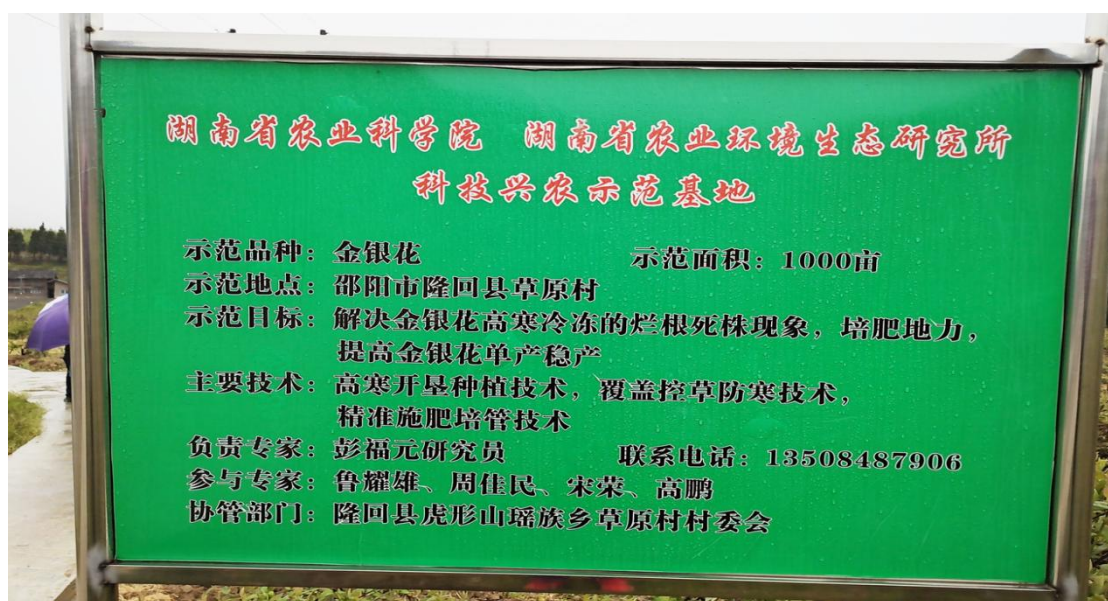 湖南省农业科学院 湖南省农业环境生态研究所
科技兴农示范基地
示范品种：金银花 示范面积：1000亩
示范地点：邵阳市隆回县草原村
示范目标：解决金银花高寒冷冻的烂根死株现象，培肥地力，
提高金银花单产稳产
主要技术：高寒开垦种植技术，覆盖控草防寒技术，
精准施肥培管技术
负责专家：彭福元研究员 联系电话：13508487906
参与专家：鲁耀雄、周佳民、宋荣、高鹏
协管部门：隆回县虎形山瑶族乡草原村村委会